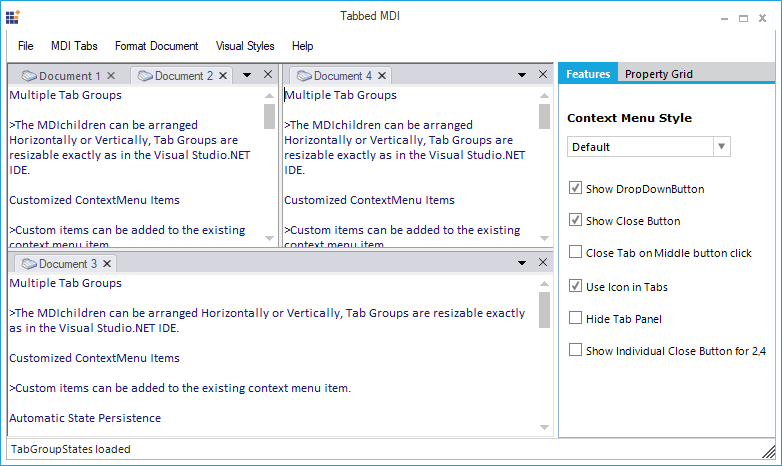 Tabbed MDI
File MDI Tabs Format Document Visual Styles Help
Document 1 Document 2
Multiple Tab Groups
>The MDIchildren can be arranged
Horizontally or Vertically, Tab Groups are
resizable exactly as in the Visual Studio.NET
IDE.
Customized ContextMenu Items
>Custom items can be added to the existing
context menu item.
Document 4
Multiple Tab Groups
>The MDIchildren can be arranged
Horizontally or Vertically, Tab Groups are
resizable exactly as in the Visual Studio.NET
IDE.
Customized ContextMenu Items
>Custom items can be added to the existing
context menu item.
Document 3
Multiple Tab Groups
>The MDIchildren can be arranged Horizontally or Vertically, Tab Groups are resizable exactly
as in the Visual Studio.NET IDE.
Customized ContextMenu Items
>Custom items can be added to the existing context menu item.
Automatic State Persistence
Features Property Grid
Context Menu Style
Default
Show DropDownButton
Show Close Button
Close Tab on Middle button click
Use Icon in Tabs
Hide Tab Panel
Show Individual Close Button for 2,4
TabGroupStates loaded